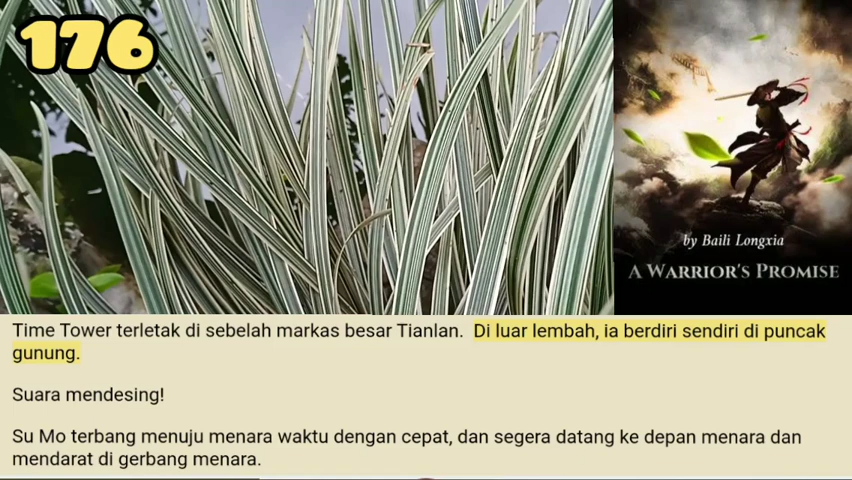 176
by Baili Longxia
A WARRIOR'S PROMISE
Time Tower terletak di sebelah markas besar Tianlan. Di luar lembah, ia berdiri sendiri di puncak
gunung.
Suara mendesing!
Su Mo terbang menuju menara waktu dengan cepat, dan segera datang ke depan menara dan
mendarat di gerbang menara.